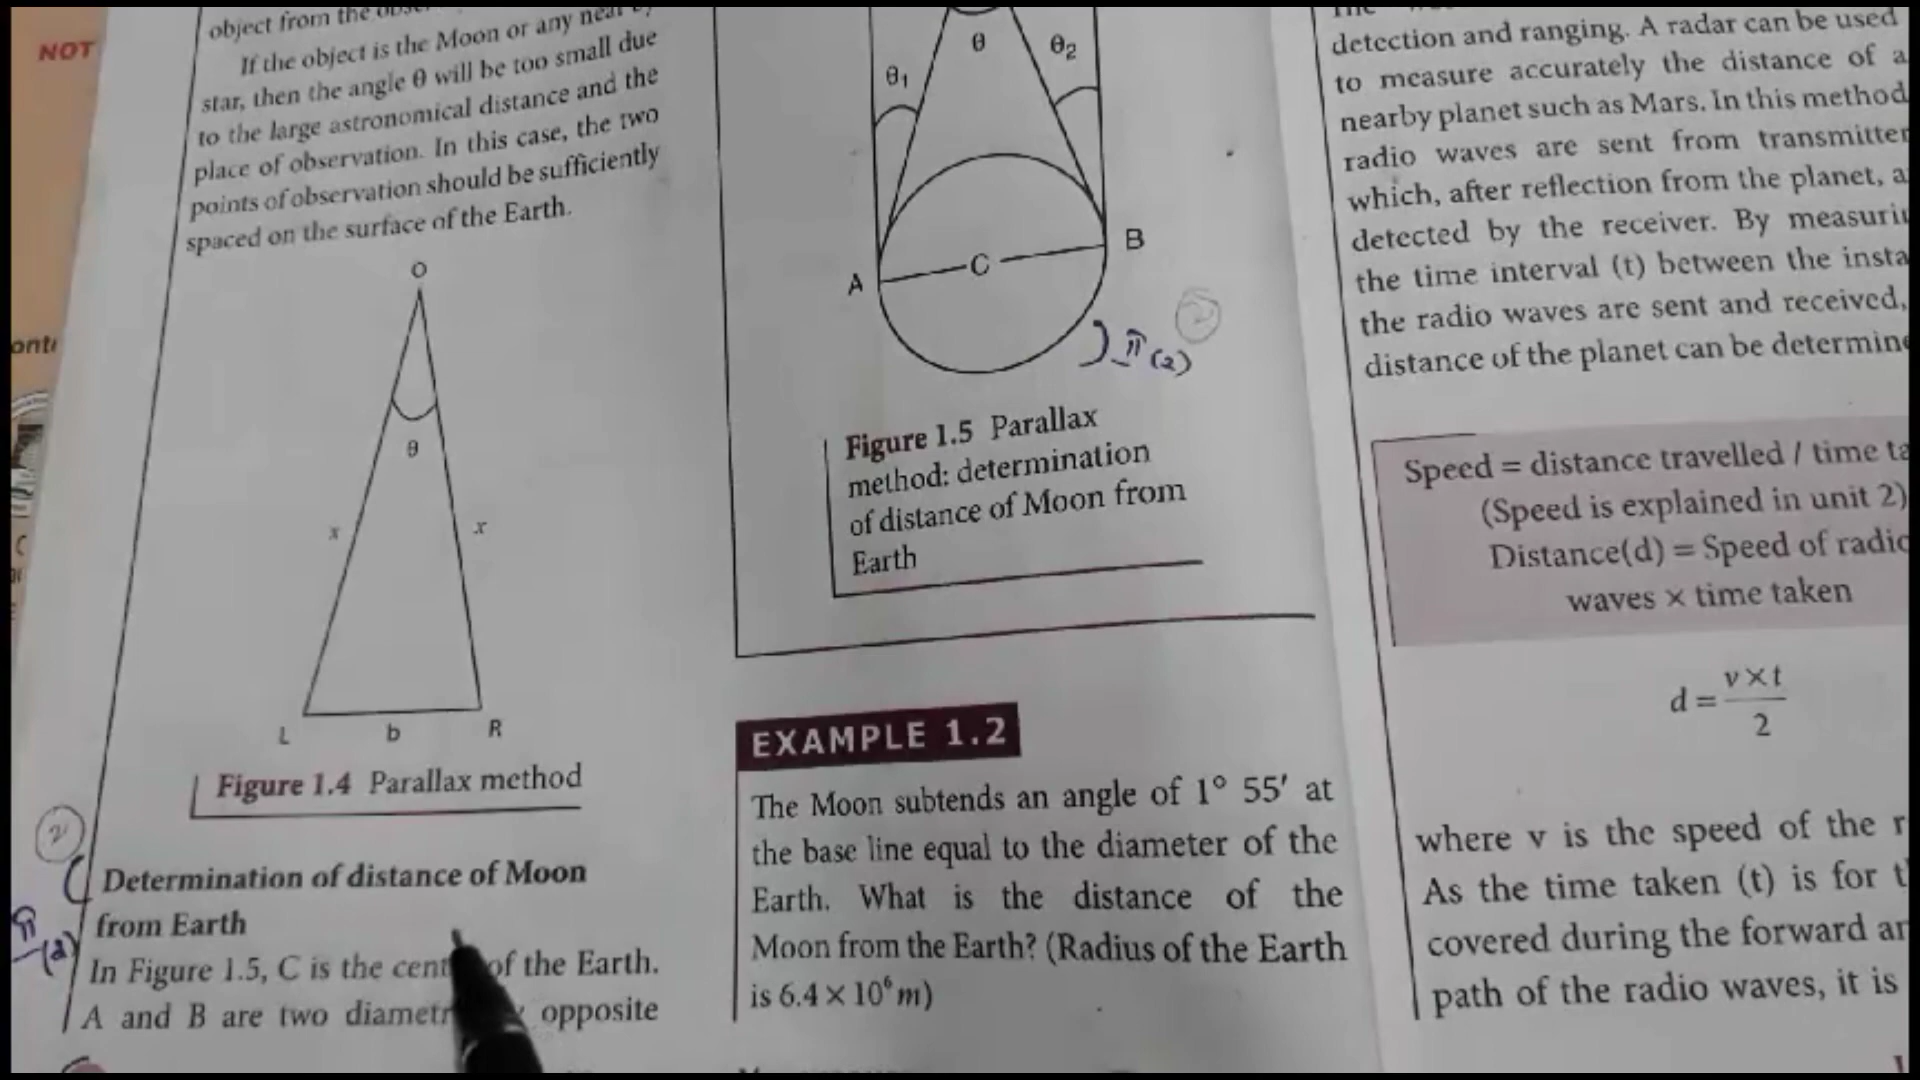 NOT
object from the
If the object is the Moon or any near
star, then the angle θ will be too small due
to the large astronomical distance and the
place of observation. In this case, the two
points of observation should be sufficiently
spaced on the surface of the Earth.
O
θ
x x
L b R
Figure 1.4 Parallax method
2
π (2)
Determination of distance of Moon
from Earth
In Figure 1.5, C is the of the Earth.
A and B are two opposite
θ1 θ θ2
A C B
π (2)
2
Figure 1.5 Parallax
method: determination
of distance of Moon from
Earth
EXAMPLE 1.2
The Moon subtends an angle of 1° 55′ at
the base line equal to the diameter of the
Earth. What is the distance of the
Moon from the Earth? (Radius of the Earth
is 6.4 × 10⁶ m)
detection and ranging. A radar can be used
to measure accurately the distance of a
nearby planet such as Mars. In this method
radio waves are sent from transmitter
which, after reflection from the planet, a
detected by the receiver. By measuri
the time interval (t) between the insta
the radio waves are sent and received,
distance of the planet can be determine
Speed = distance travelled / time ta
(Speed is explained in unit 2)
Distance(d) = Speed of radio
waves × time taken
d = v × t / 2
where v is the speed of the r
As the time taken (t) is for t
covered during the forward an
path of the radio waves, it is